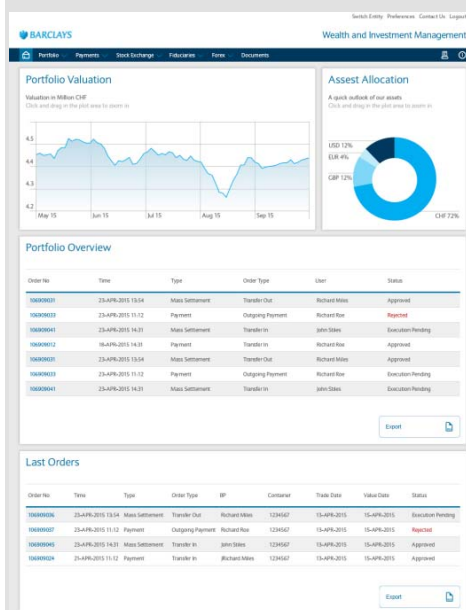 Switch Entity Preferences Contact Us Logout
BARCLAYS
Wealth and Investment Management
Portfolio Payments Stock Exchange Fiduciaries Forex Documents
Portfolio Valuation
Valuation in Million CHF
Click and drag in the plot area to zoom in
4.5
4.4
4.3
4.2
May 15 Jun 15 Jul 15 Aug 15 Sep 15
Assest Allocation
A quick outlook of our assets
Click and drag in the plot area to zoom in
USD 12%
EUR 4%
GBP 12%
CHF 72%
Portfolio Overview
Order No Time Type Order Type User Status
106909031 23-APR-2015 13:54 Mass Settlement Transfer Out Richard Miles Approved
106909033 23-APR-2015 11:12 Payment Outgoing Payment Richard Roe Rejected
106909041 23-APR-2015 14:31 Mass Settlement Transfer In John Stiles Execution Pending
106909012 16-APR-2015 14:31 Payment Transfer In Richard Roe Approved
106909031 23-APR-2015 13:54 Mass Settlement Transfer Out Richard Miles Approved
106909033 23-APR-2015 11:12 Payment Outgoing Payment Richard Roe Execution Pending
106909041 23-APR-2015 14:31 Mass Settlement Transfer In John Stiles Execution Pending
Export
Last Orders
Order No Time Type Order Type BP Container Trade Date Value Date Status
106909036 23-APR-2015 13:54 Mass Settlement Transfer Out Richard Miles 1234567 13-APR-2015 15-APR-2015 Execution Pending
106909037 23-APR-2015 11:12 Payment Outgoing Payment Richard Roe 1234567 13-APR-2015 15-APR-2015 Rejected
106909045 23-APR-2015 14:31 Mass Settlement Transfer In John Stiles 1234567 13-APR-2015 15-APR-2015 Approved
106909024 21-APR-2015 11:12 Payment Transfer In JRichard Miles 1234567 13-APR-2015 15-APR-2015 Approved
Export